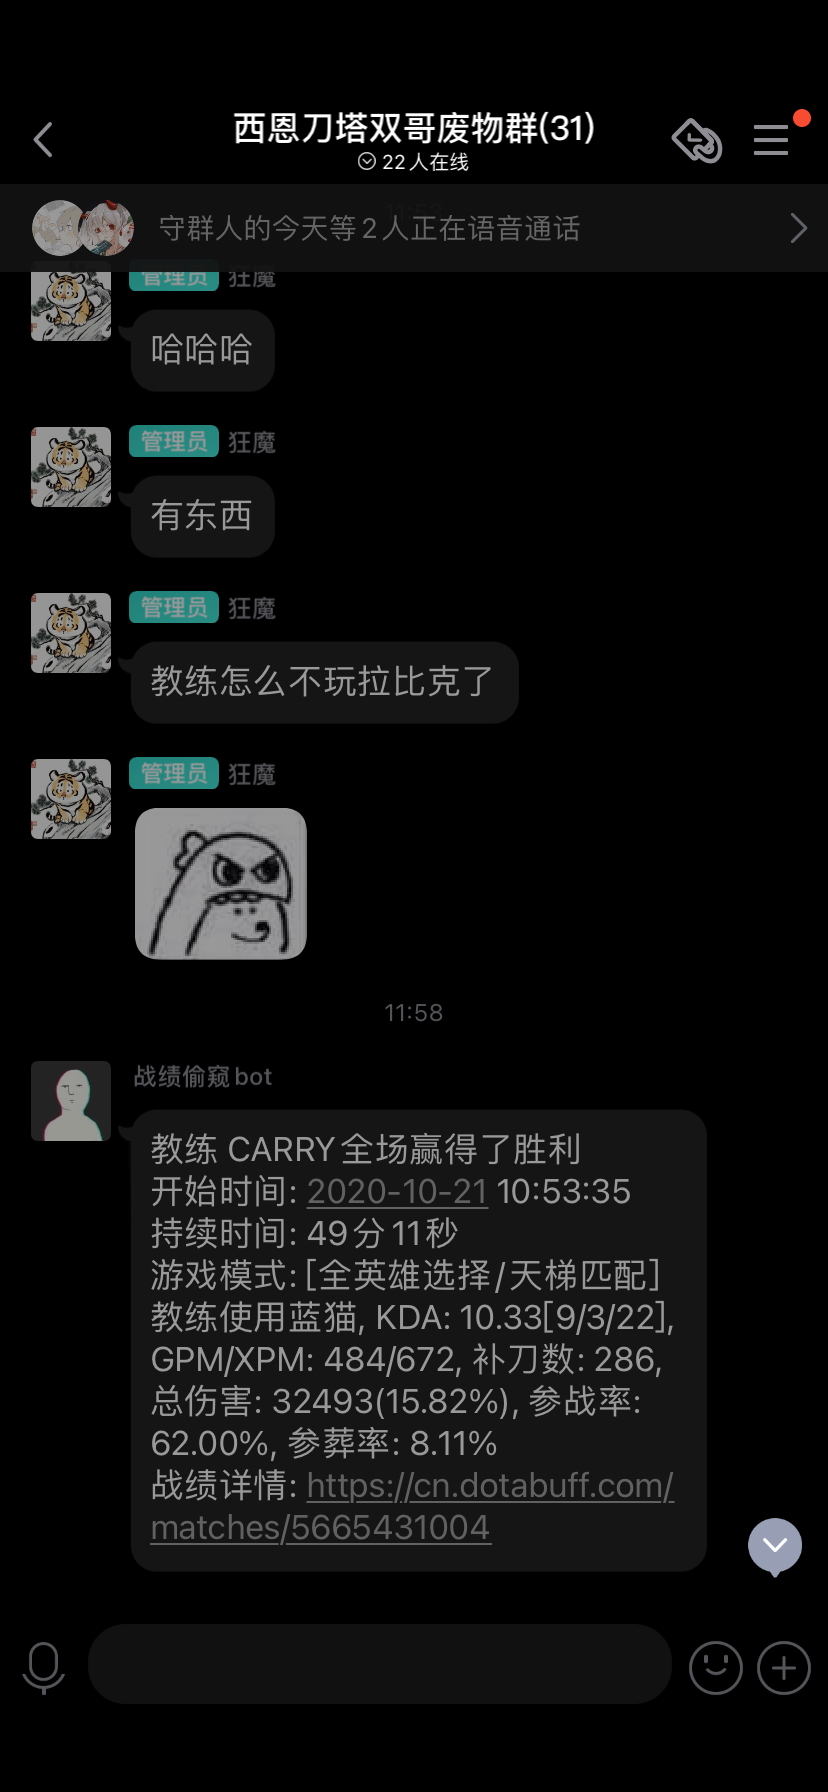 西恩刀塔双哥废物群(31)
22人在线
守群人的今天等2人正在语音通话
管理员 狂魔
哈哈哈
管理员 狂魔
有东西
管理员 狂魔
教练怎么不玩拉比克了
管理员 狂魔
11:58
战绩偷窥bot
教练 CARRY全场赢得了胜利
开始时间: 2020-10-21 10:53:35
持续时间: 49分11秒
游戏模式: [全英雄选择/天梯匹配]
教练使用蓝猫, KDA: 10.33[9/3/22],
GPM/XPM: 484/672, 补刀数: 286,
总伤害: 32493(15.82%), 参战率:
62.00%, 参葬率: 8.11%
战绩详情: https://cn.dotabuff.com/
matches/5665431004